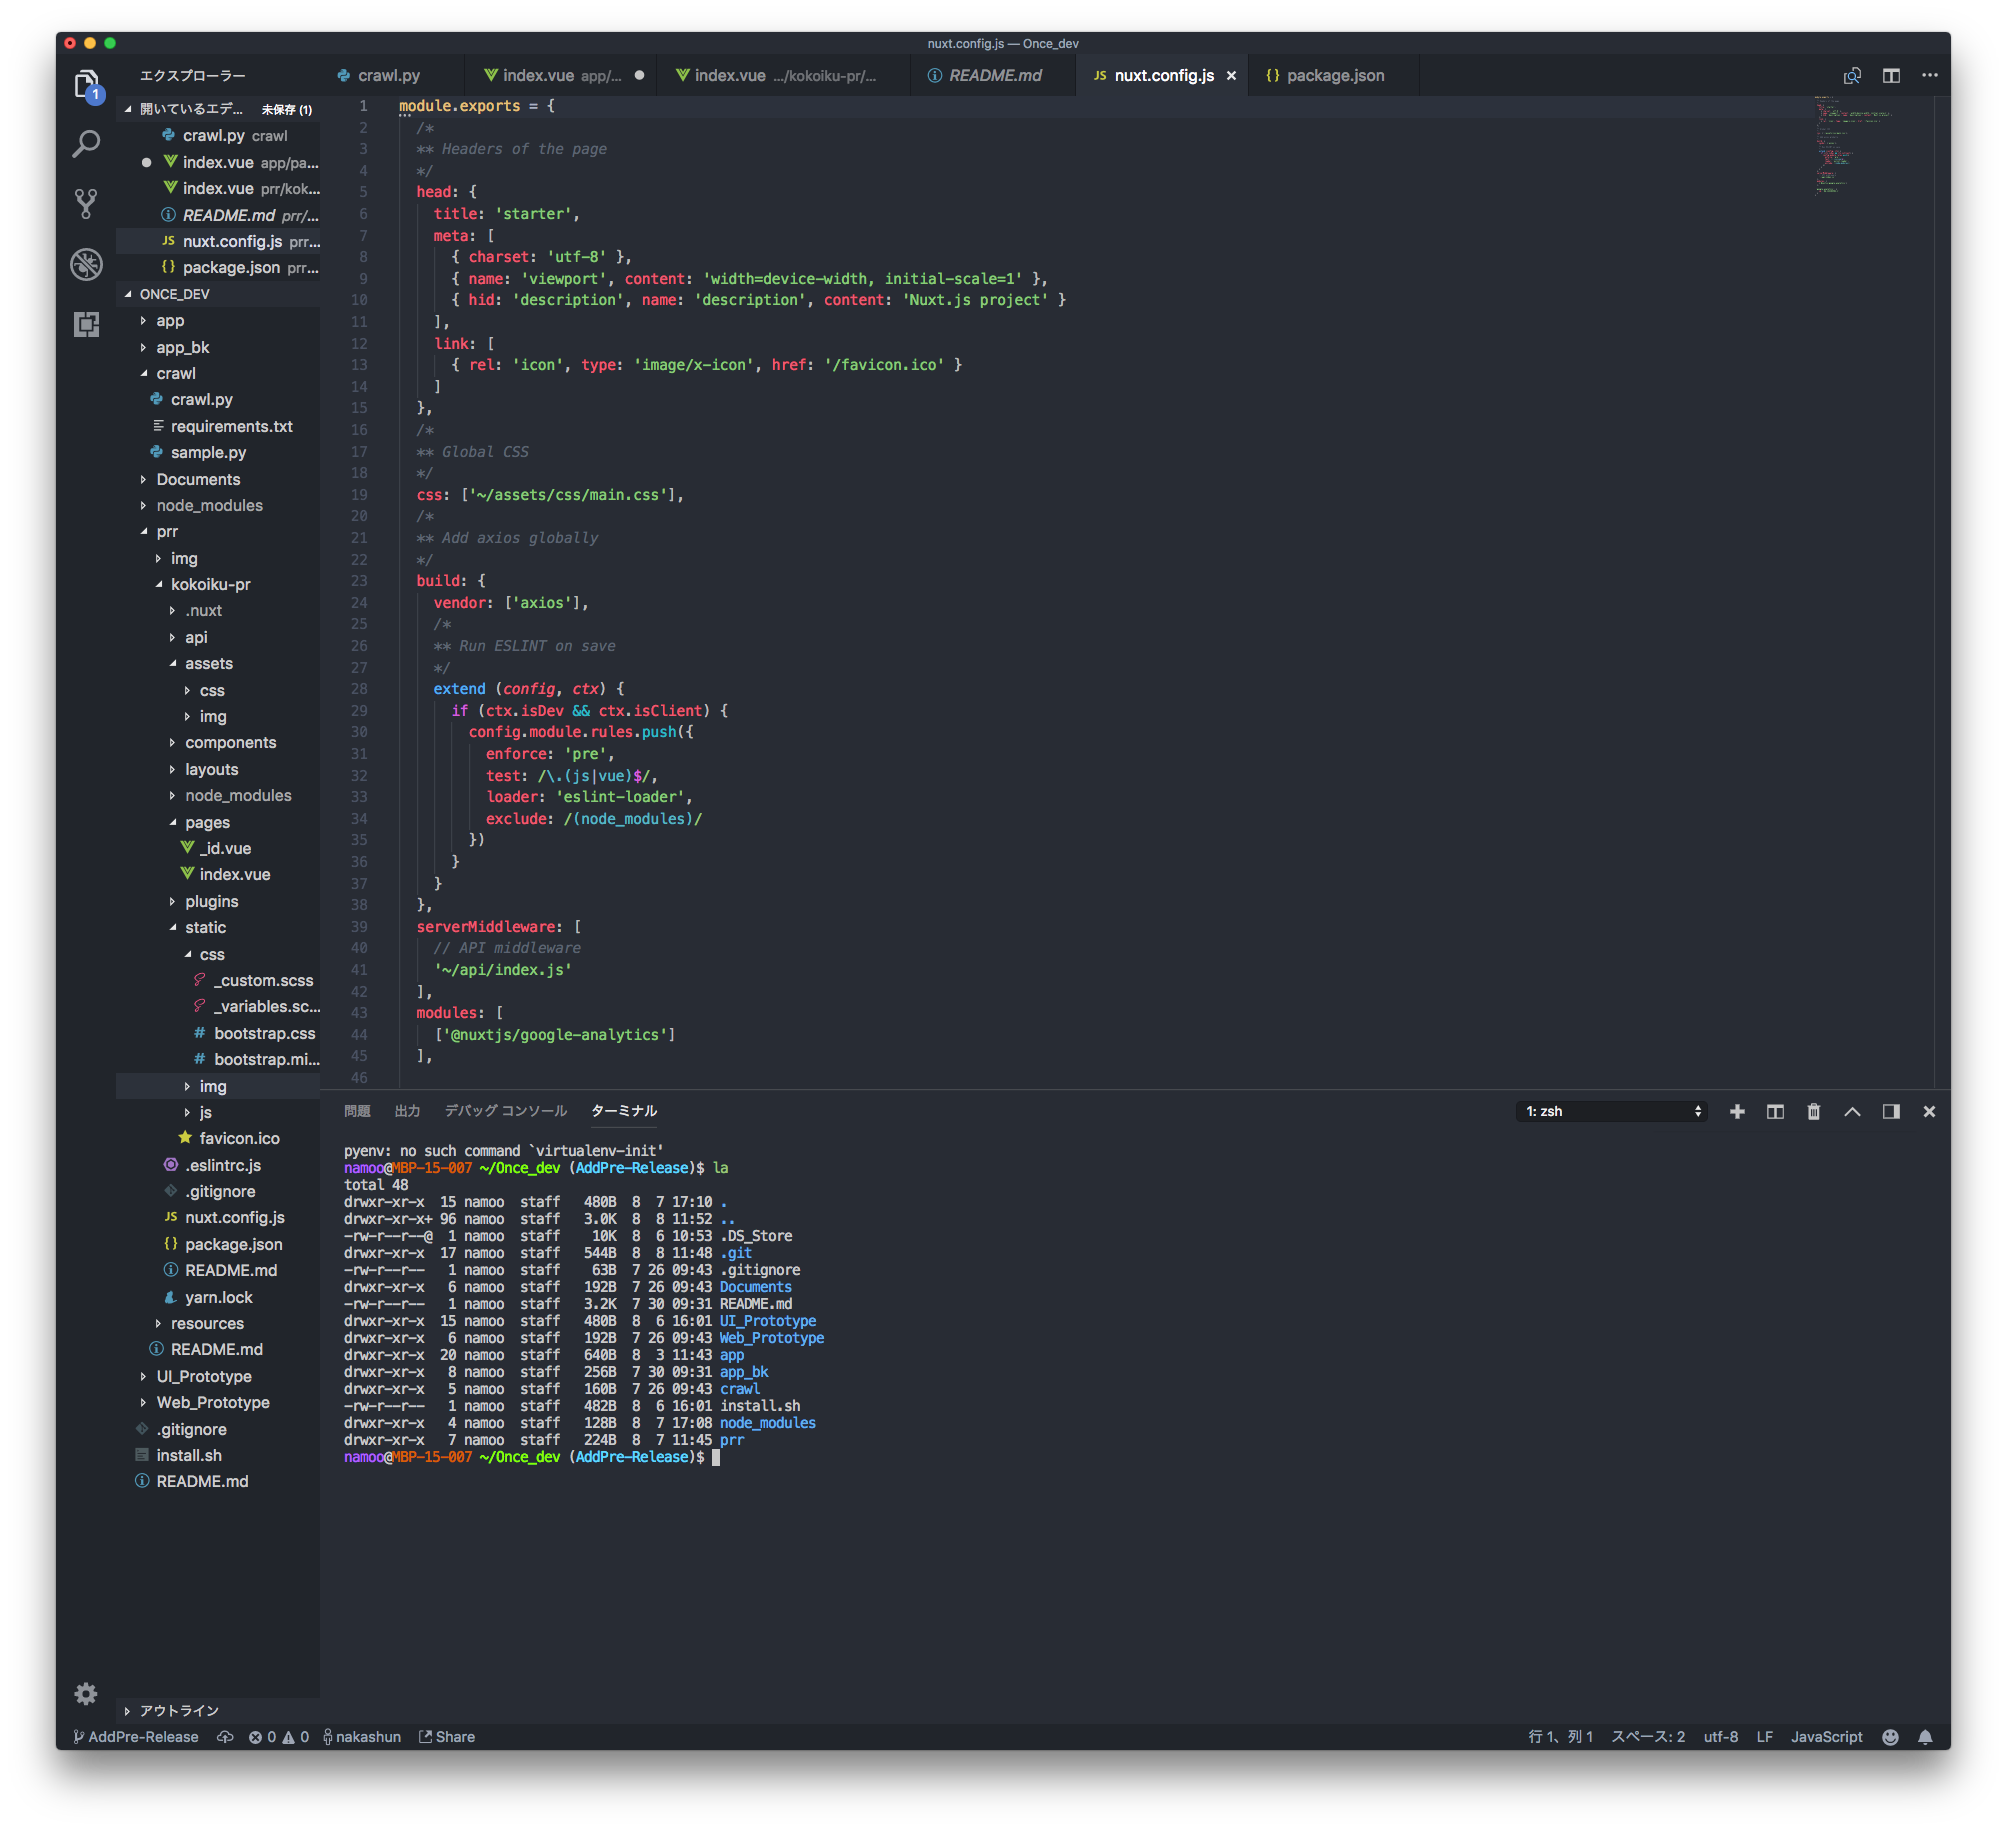 nuxt.config.js — Once_dev
エクスプローラー
crawl.py
index.vue app/...
index.vue .../kokoiku-pr/...
README.md
JS nuxt.config.js
{} package.json
1
開いているエデ... 未保存 (1)
crawl.py crawl
index.vue app/pa...
index.vue prr/kok...
README.md prr/...
JS nuxt.config.js prr...
{} package.json prr...
ONCE_DEV
app
app_bk
crawl
crawl.py
requirements.txt
sample.py
Documents
node_modules
prr
img
kokoiku-pr
.nuxt
api
assets
css
img
components
layouts
node_modules
pages
_id.vue
index.vue
plugins
static
css
_custom.scss
_variables.sc...
# bootstrap.css
# bootstrap.mi...
img
js
favicon.ico
.eslintrc.js
.gitignore
JS nuxt.config.js
{} package.json
README.md
yarn.lock
resources
README.md
UI_Prototype
Web_Prototype
.gitignore
install.sh
README.md
アウトライン
1 module.exports = {
2 /*
3 ** Headers of the page
4 */
5 head: {
6 title: 'starter',
7 meta: [
8 { charset: 'utf-8' },
9 { name: 'viewport', content: 'width=device-width, initial-scale=1' },
10 { hid: 'description', name: 'description', content: 'Nuxt.js project' }
11 ],
12 link: [
13 { rel: 'icon', type: 'image/x-icon', href: '/favicon.ico' }
14 ]
15 },
16 /*
17 ** Global CSS
18 */
19 css: ['~/assets/css/main.css'],
20 /*
21 ** Add axios globally
22 */
23 build: {
24 vendor: ['axios'],
25 /*
26 ** Run ESLINT on save
27 */
28 extend (config, ctx) {
29 if (ctx.isDev && ctx.isClient) {
30 config.module.rules.push({
31 enforce: 'pre',
32 test: /\.(js|vue)$/,
33 loader: 'eslint-loader',
34 exclude: /(node_modules)/
35 })
36 }
37 }
38 },
39 serverMiddleware: [
40 // API middleware
41 '~/api/index.js'
42 ],
43 modules: [
44 ['@nuxtjs/google-analytics']
45 ],
46
問題 出力 デバッグ コンソール ターミナル
1: zsh
pyenv: no such command `virtualenv-init'
namoo@MBP-15-007 ~/Once_dev (AddPre-Release)$ la
total 48
drwxr-xr-x 15 namoo staff 480B 8 7 17:10 .
drwxr-xr-x+ 96 namoo staff 3.0K 8 8 11:52 ..
-rw-r--r--@ 1 namoo staff 10K 8 6 10:53 .DS_Store
drwxr-xr-x 17 namoo staff 544B 8 8 11:48 .git
-rw-r--r-- 1 namoo staff 63B 7 26 09:43 .gitignore
drwxr-xr-x 6 namoo staff 192B 7 26 09:43 Documents
-rw-r--r-- 1 namoo staff 3.2K 7 30 09:31 README.md
drwxr-xr-x 15 namoo staff 480B 8 6 16:01 UI_Prototype
drwxr-xr-x 6 namoo staff 192B 7 26 09:43 Web_Prototype
drwxr-xr-x 20 namoo staff 640B 8 3 11:43 app
drwxr-xr-x 8 namoo staff 256B 7 30 09:31 app_bk
drwxr-xr-x 5 namoo staff 160B 7 26 09:43 crawl
-rw-r--r-- 1 namoo staff 482B 8 6 16:01 install.sh
drwxr-xr-x 4 namoo staff 128B 8 7 17:08 node_modules
drwxr-xr-x 7 namoo staff 224B 8 7 11:45 prr
namoo@MBP-15-007 ~/Once_dev (AddPre-Release)$
AddPre-Release 0 0 nakashun Share
行 1、列 1 スペース: 2 utf-8 LF JavaScript